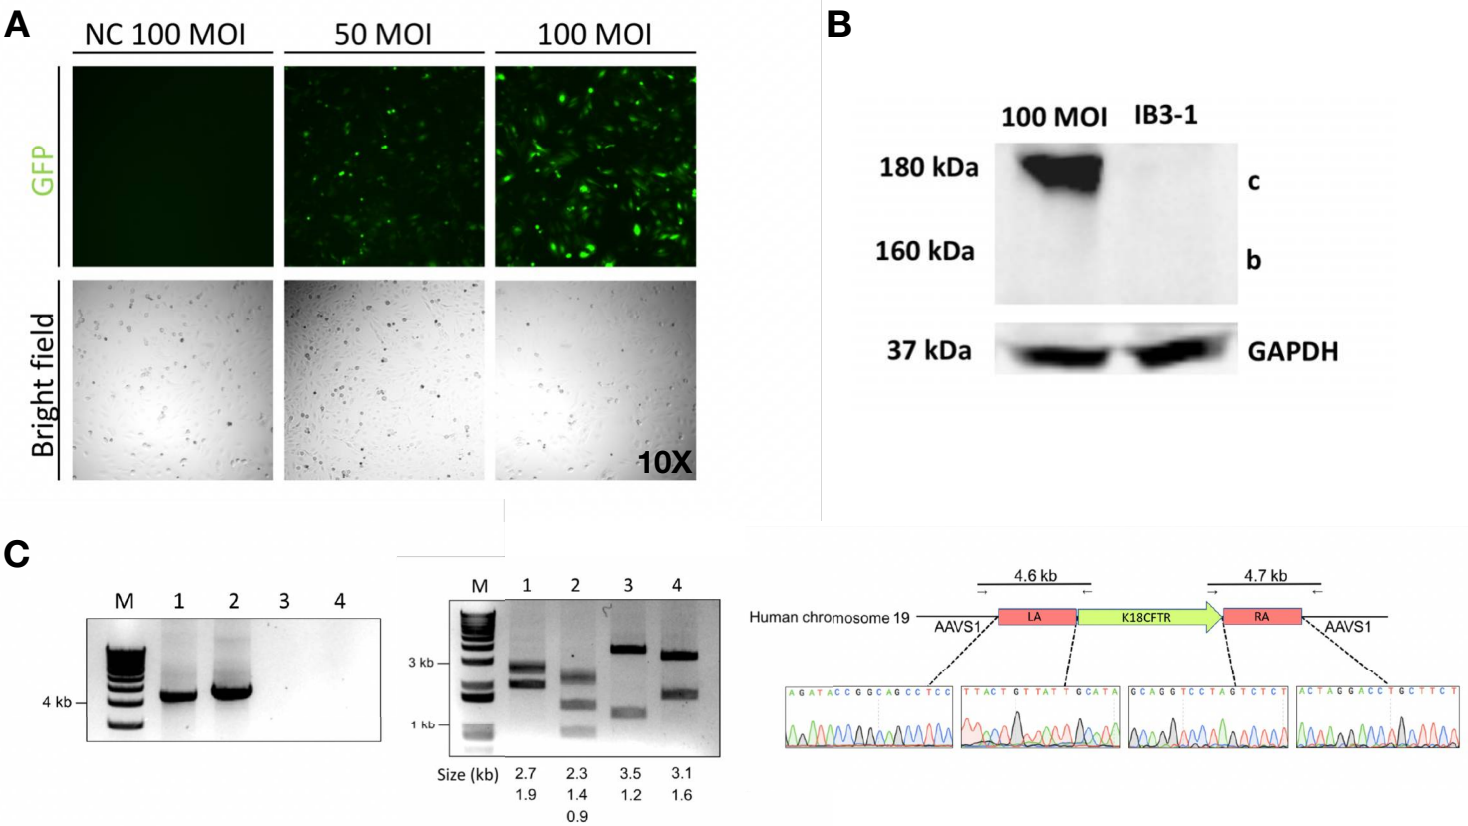 A
NC 100 MOI 50 MOI 100 MOI
GFP
Bright field
10X
B
100 MOI IB3-1
180 kDa c
160 kDa b
37 kDa GAPDH
C
M 1 2 3 4
4 kb
M 1 2 3 4
3 kb
1 kb
Size (kb) 2.7 2.3 3.5 3.1
1.9 1.4 1.2 1.6
0.9
4.6 kb 4.7 kb
Human chromosome 19 AAVS1 LA K18CFTR RA AAVS1
AGATACCGGCAGCCTCC TTACTGTTATTGCATA GCAGGTCCTAGTCTCT ACTAGGACCTGCTTCT